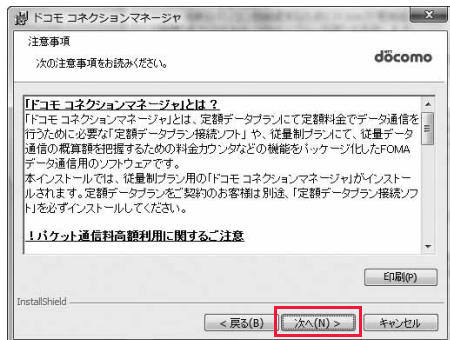 ドコモ コネクションマネージャ
注意事項
次の注意事項をお読みください。
döcomo
「ドコモ コネクションマネージャ」とは？
「ドコモ コネクションマネージャ」とは、定額データプランにて定額料金でデータ通信を
行うために必要な「定額データプラン接続ソフト」や、従量制プランにて、従量データ
通信の概算額を把握するための料金カウンタなどの機能をパッケージ化したFOMA
データ通信用のソフトウェアです。
本インストールでは、従量制プラン用の「ドコモ コネクションマネージャ」がインストー
ルされます。定額データプランをご契約のお客様は別途、「定額データプラン接続ソフ
ト」を必ずインストールしてください。
！パケット通信料高額利用に関するご注意
印刷(P)
InstallShield
< 戻る(B)
次へ(N) >
キャンセル